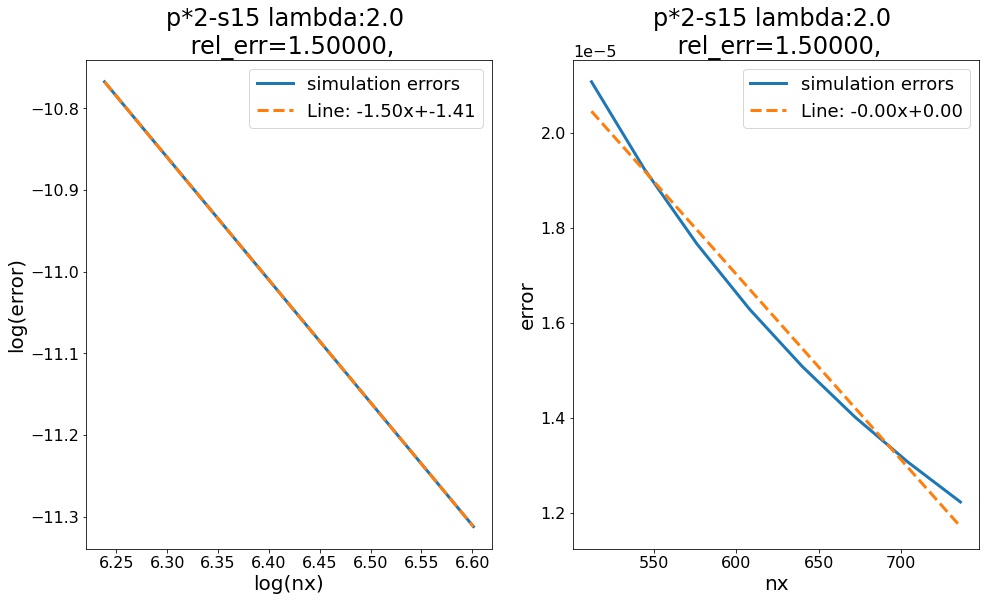 p*2-s15 lambda:2.0
rel_err=1.50000,
simulation errors
Line: -1.50x+-1.41
log(error)
−10.8
−10.9
−11.0
−11.1
−11.2
−11.3
6.25
6.30
6.35
6.40
6.45
6.50
6.55
6.60
log(nx)
p*2-s15 lambda:2.0
rel_err=1.50000,
1e−5
simulation errors
Line: -0.00x+0.00
error
2.0
1.8
1.6
1.4
1.2
550
600
650
700
nx